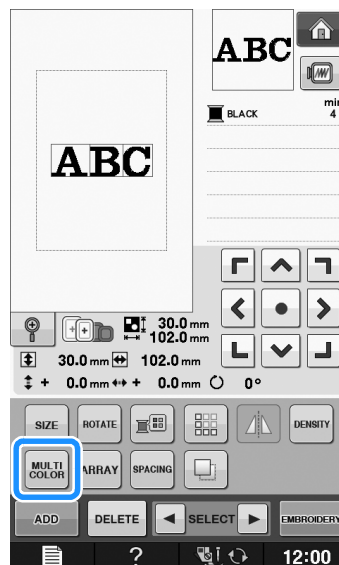 ABC
min
BLACK 4
ABC
30.0 mm
102.0 mm
30.0 mm 102.0 mm
+ 0.0 mm + 0.0 mm 0°
SIZE ROTATE DENSITY
MULTI COLOR ARRAY SPACING
ADD DELETE SELECT EMBROIDERY
? 12:00